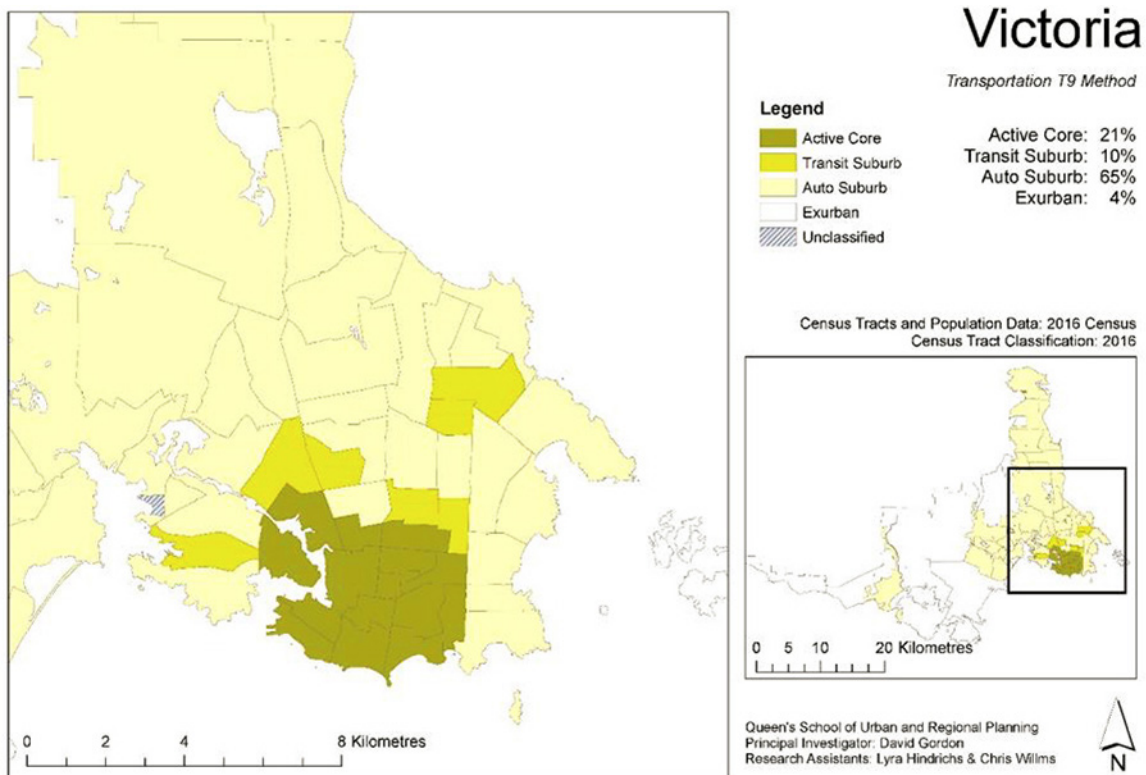 Victoria
Transportation T9 Method
Legend
Active Core
Transit Suburb
Auto Suburb
Exurban
Unclassified
Active Core: 21%
Transit Suburb: 10%
Auto Suburb: 65%
Exurban: 4%
Census Tracts and Population Data: 2016 Census
Census Tract Classification: 2016
0 5 10 20 Kilometres
0 2 4 8 Kilometres
Queen's School of Urban and Regional Planning
Principal Investigator: David Gordon
Research Assistants: Lyra Hindrichs & Chris Willms
N